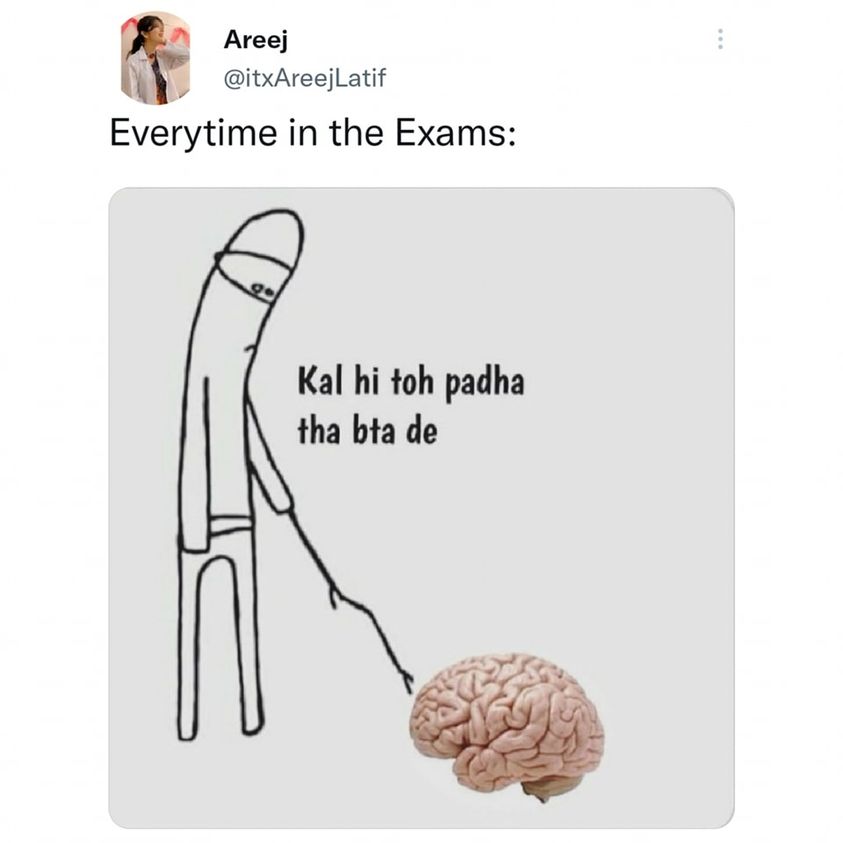 Areej
@itxAreejLatif
Everytime in the Exams:
Kal hi toh padha
tha bta de